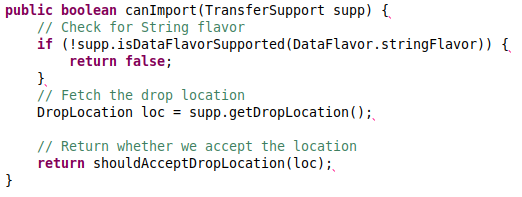 public boolean canImport(TransferSupport supp) {
    // Check for String flavor
    if (!supp.isDataFlavorSupported(DataFlavor.stringFlavor)) {
        return false;
    }
    // Fetch the drop location
    DropLocation loc = supp.getDropLocation();

    // Return whether we accept the location
    return shouldAcceptDropLocation(loc);
}